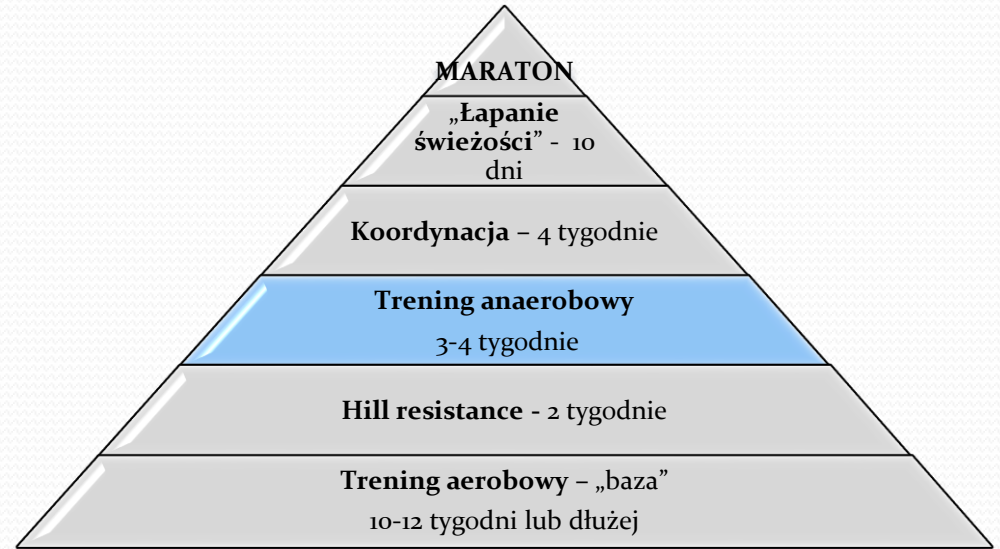 MARATON
„Łapanie
świeżości” - 10
dni
Koordynacja – 4 tygodnie
Trening anaerobowy
3-4 tygodnie
Hill resistance - 2 tygodnie
Trening aerobowy – „baza”
10-12 tygodni lub dłużej